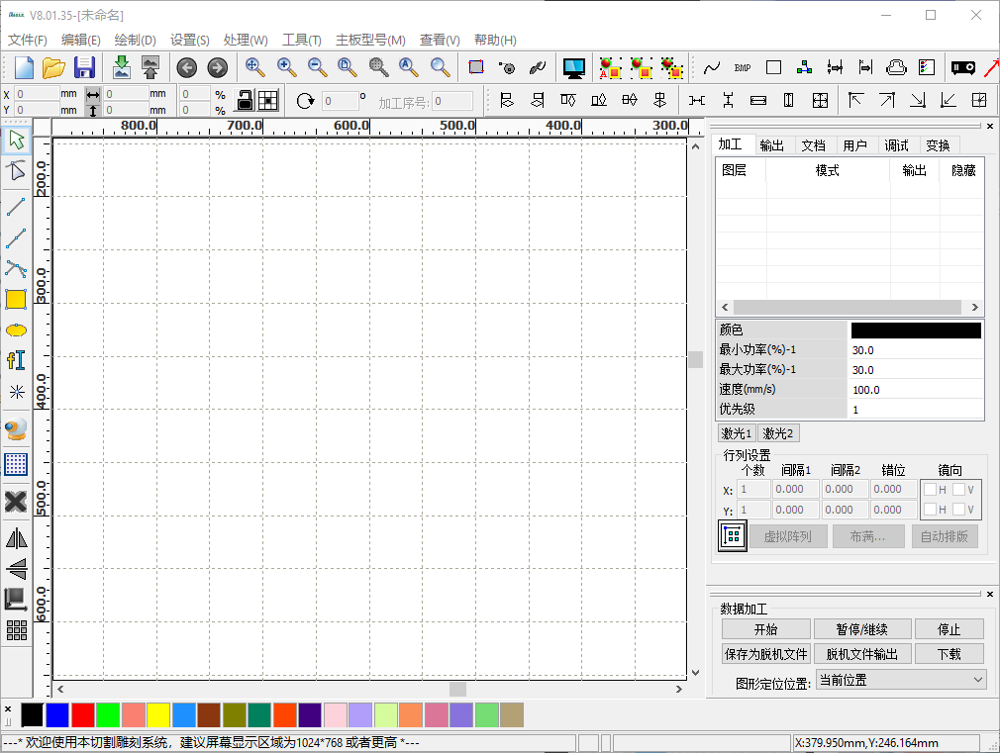 V8.01.35-[未命名]
文件(F) 编辑(E) 绘制(D) 设置(S) 处理(W) 工具(T) 主板型号(M) 查看(V) 帮助(H)
BMP
X 0 mm 0 mm 0 %
Y 0 mm 0 mm 0 %
0 ° 加工序号: 0
800.0 700.0 600.0 500.0 400.0 300.0
200.0
300.0
400.0
500.0
600.0
加工 输出 文档 用户 调试 变换
图层 模式 输出 隐藏
颜色
最小功率(%)-1 30.0
最大功率(%)-1 30.0
速度(mm/s) 100.0
优先级 1
激光1 激光2
行列设置
个数 间隔1 间隔2 错位 镜向
X: 1 0.000 0.000 0.000 H V
Y: 1 0.000 0.000 0.000 H V
虚拟阵列 布满... 自动排版
数据加工
开始 暂停/继续 停止
保存为脱机文件 脱机文件输出 下载
图形定位位置: 当前位置
---* 欢迎使用本切割雕刻系统，建议屏幕显示区域为1024*768 或者更高 *---
X:379.950mm,Y:246.164mm